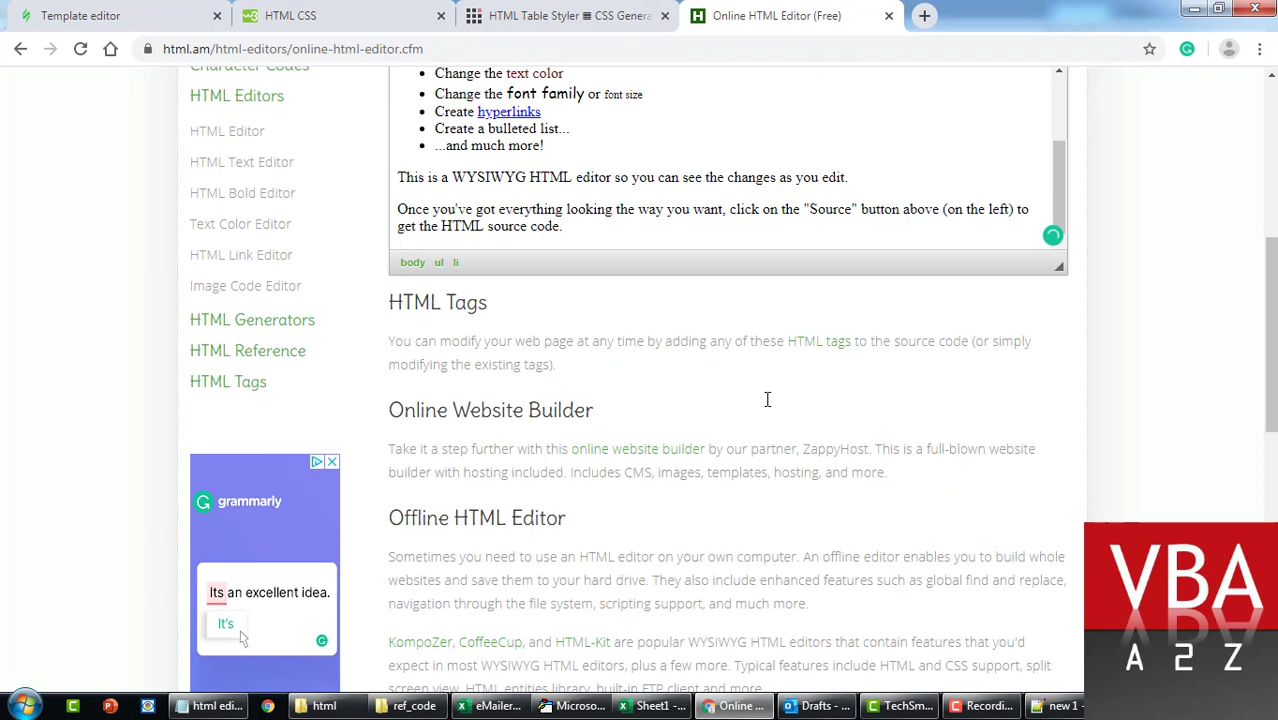 Template editor
HTML CSS
HTML Table Styler ▦ CSS Genera
Online HTML Editor (Free)
html.am/html-editors/online-html-editor.cfm
Character Codes
HTML Editors
HTML Editor
HTML Text Editor
HTML Bold Editor
Text Color Editor
HTML Link Editor
Image Code Editor
HTML Generators
HTML Reference
HTML Tags
grammarly
Its an excellent idea.
It's
• Change the text color
• Change the font family or font size
• Create hyperlinks
• Create a bulleted list...
• ...and much more!
This is a WYSIWYG HTML editor so you can see the changes as you edit.
Once you've got everything looking the way you want, click on the "Source" button above (on the left) to
get the HTML source code.
body ul li
HTML Tags
You can modify your web page at any time by adding any of these HTML tags to the source code (or simply
modifying the existing tags).
Online Website Builder
Take it a step further with this online website builder by our partner, ZappyHost. This is a full-blown website
builder with hosting included. Includes CMS, images, templates, hosting, and more.
Offline HTML Editor
Sometimes you need to use an HTML editor on your own computer. An offline editor enables you to build whole
websites and save them to your hard drive. They also include enhanced features such as global find and replace,
navigation through the file system, scripting support, and much more.
KompoZer, CoffeeCup, and HTML-Kit are popular WYSIWYG HTML editors that contain features that you'd
expect in most WYSIWYG HTML editors, plus a few more. Typical features include HTML and CSS support, split
screen view, HTML entities library, built-in FTP client and more.
VBA
A 2 Z
html edi...
html
ref_code
eMailer...
Microso...
Sheet1 -...
Online ...
Drafts - ...
TechSm...
Recordi...
new 1 -